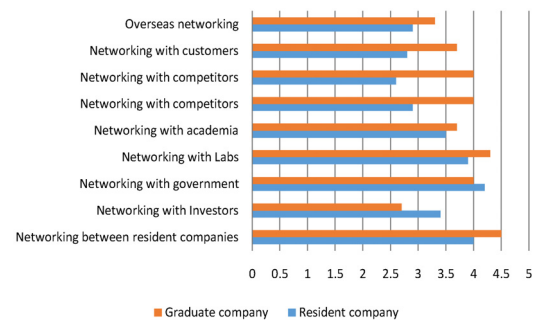 Overseas networking
Networking with customers
Networking with competitors
Networking with competitors
Networking with academia
Networking with Labs
Networking with government
Networking with Investors
Networking between resident companies
0 0.5 1 1.5 2 2.5 3 3.5 4 4.5 5
Graduate company Resident company